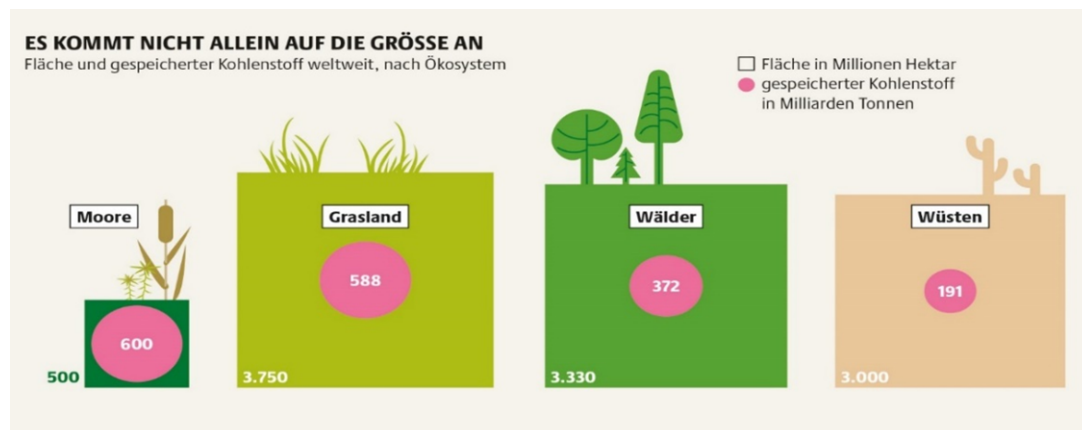 ES KOMMT NICHT ALLEIN AUF DIE GRÖSSE AN
Fläche und gespeicherter Kohlenstoff weltweit, nach Ökosystem
Fläche in Millionen Hektar
gespeicherter Kohlenstoff
in Milliarden Tonnen
Moore
600
500
Grasland
588
3.750
Wälder
372
3.330
Wüsten
191
3.000